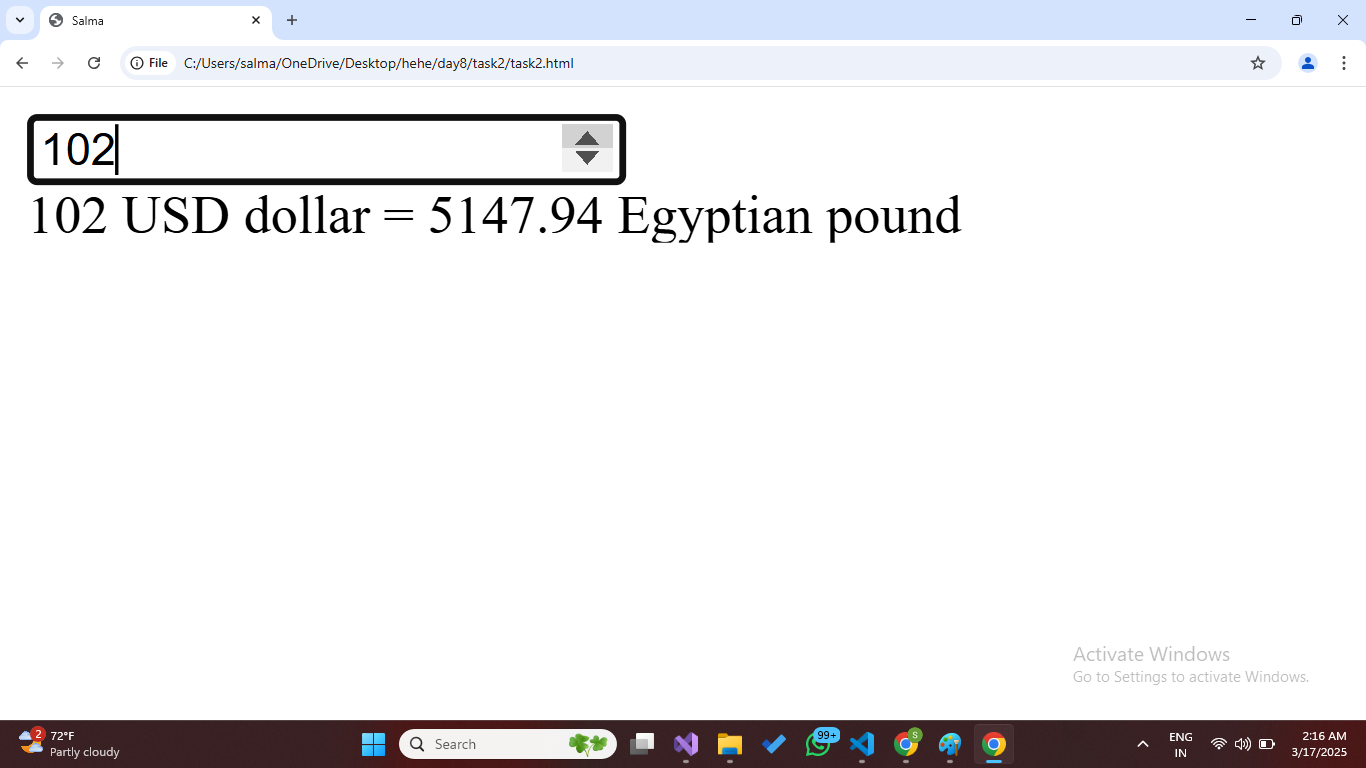 Salma
File
C:/Users/salma/OneDrive/Desktop/hehe/day8/task2/task2.html
102
102 USD dollar = 5147.94 Egyptian pound
Activate Windows
Go to Settings to activate Windows.
2
72°F
Partly cloudy
Search
99+
S
ENG
IN
2:16 AM
3/17/2025